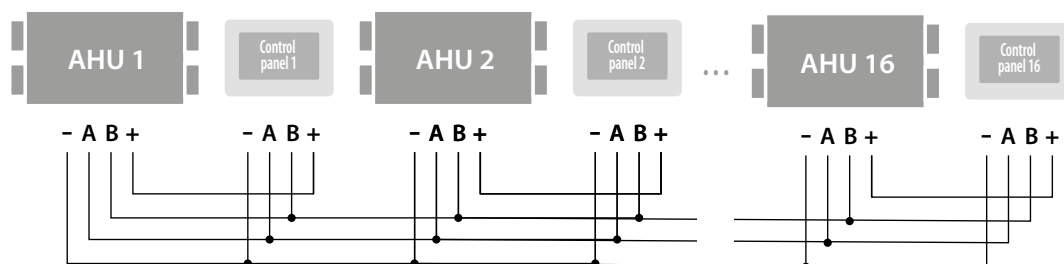 AHU 1
Control
panel 1
AHU 2
Control
panel 2
...
AHU 16
Control
panel 16
– A B +
– A B +
– A B +
– A B +
– A B +
– A B +